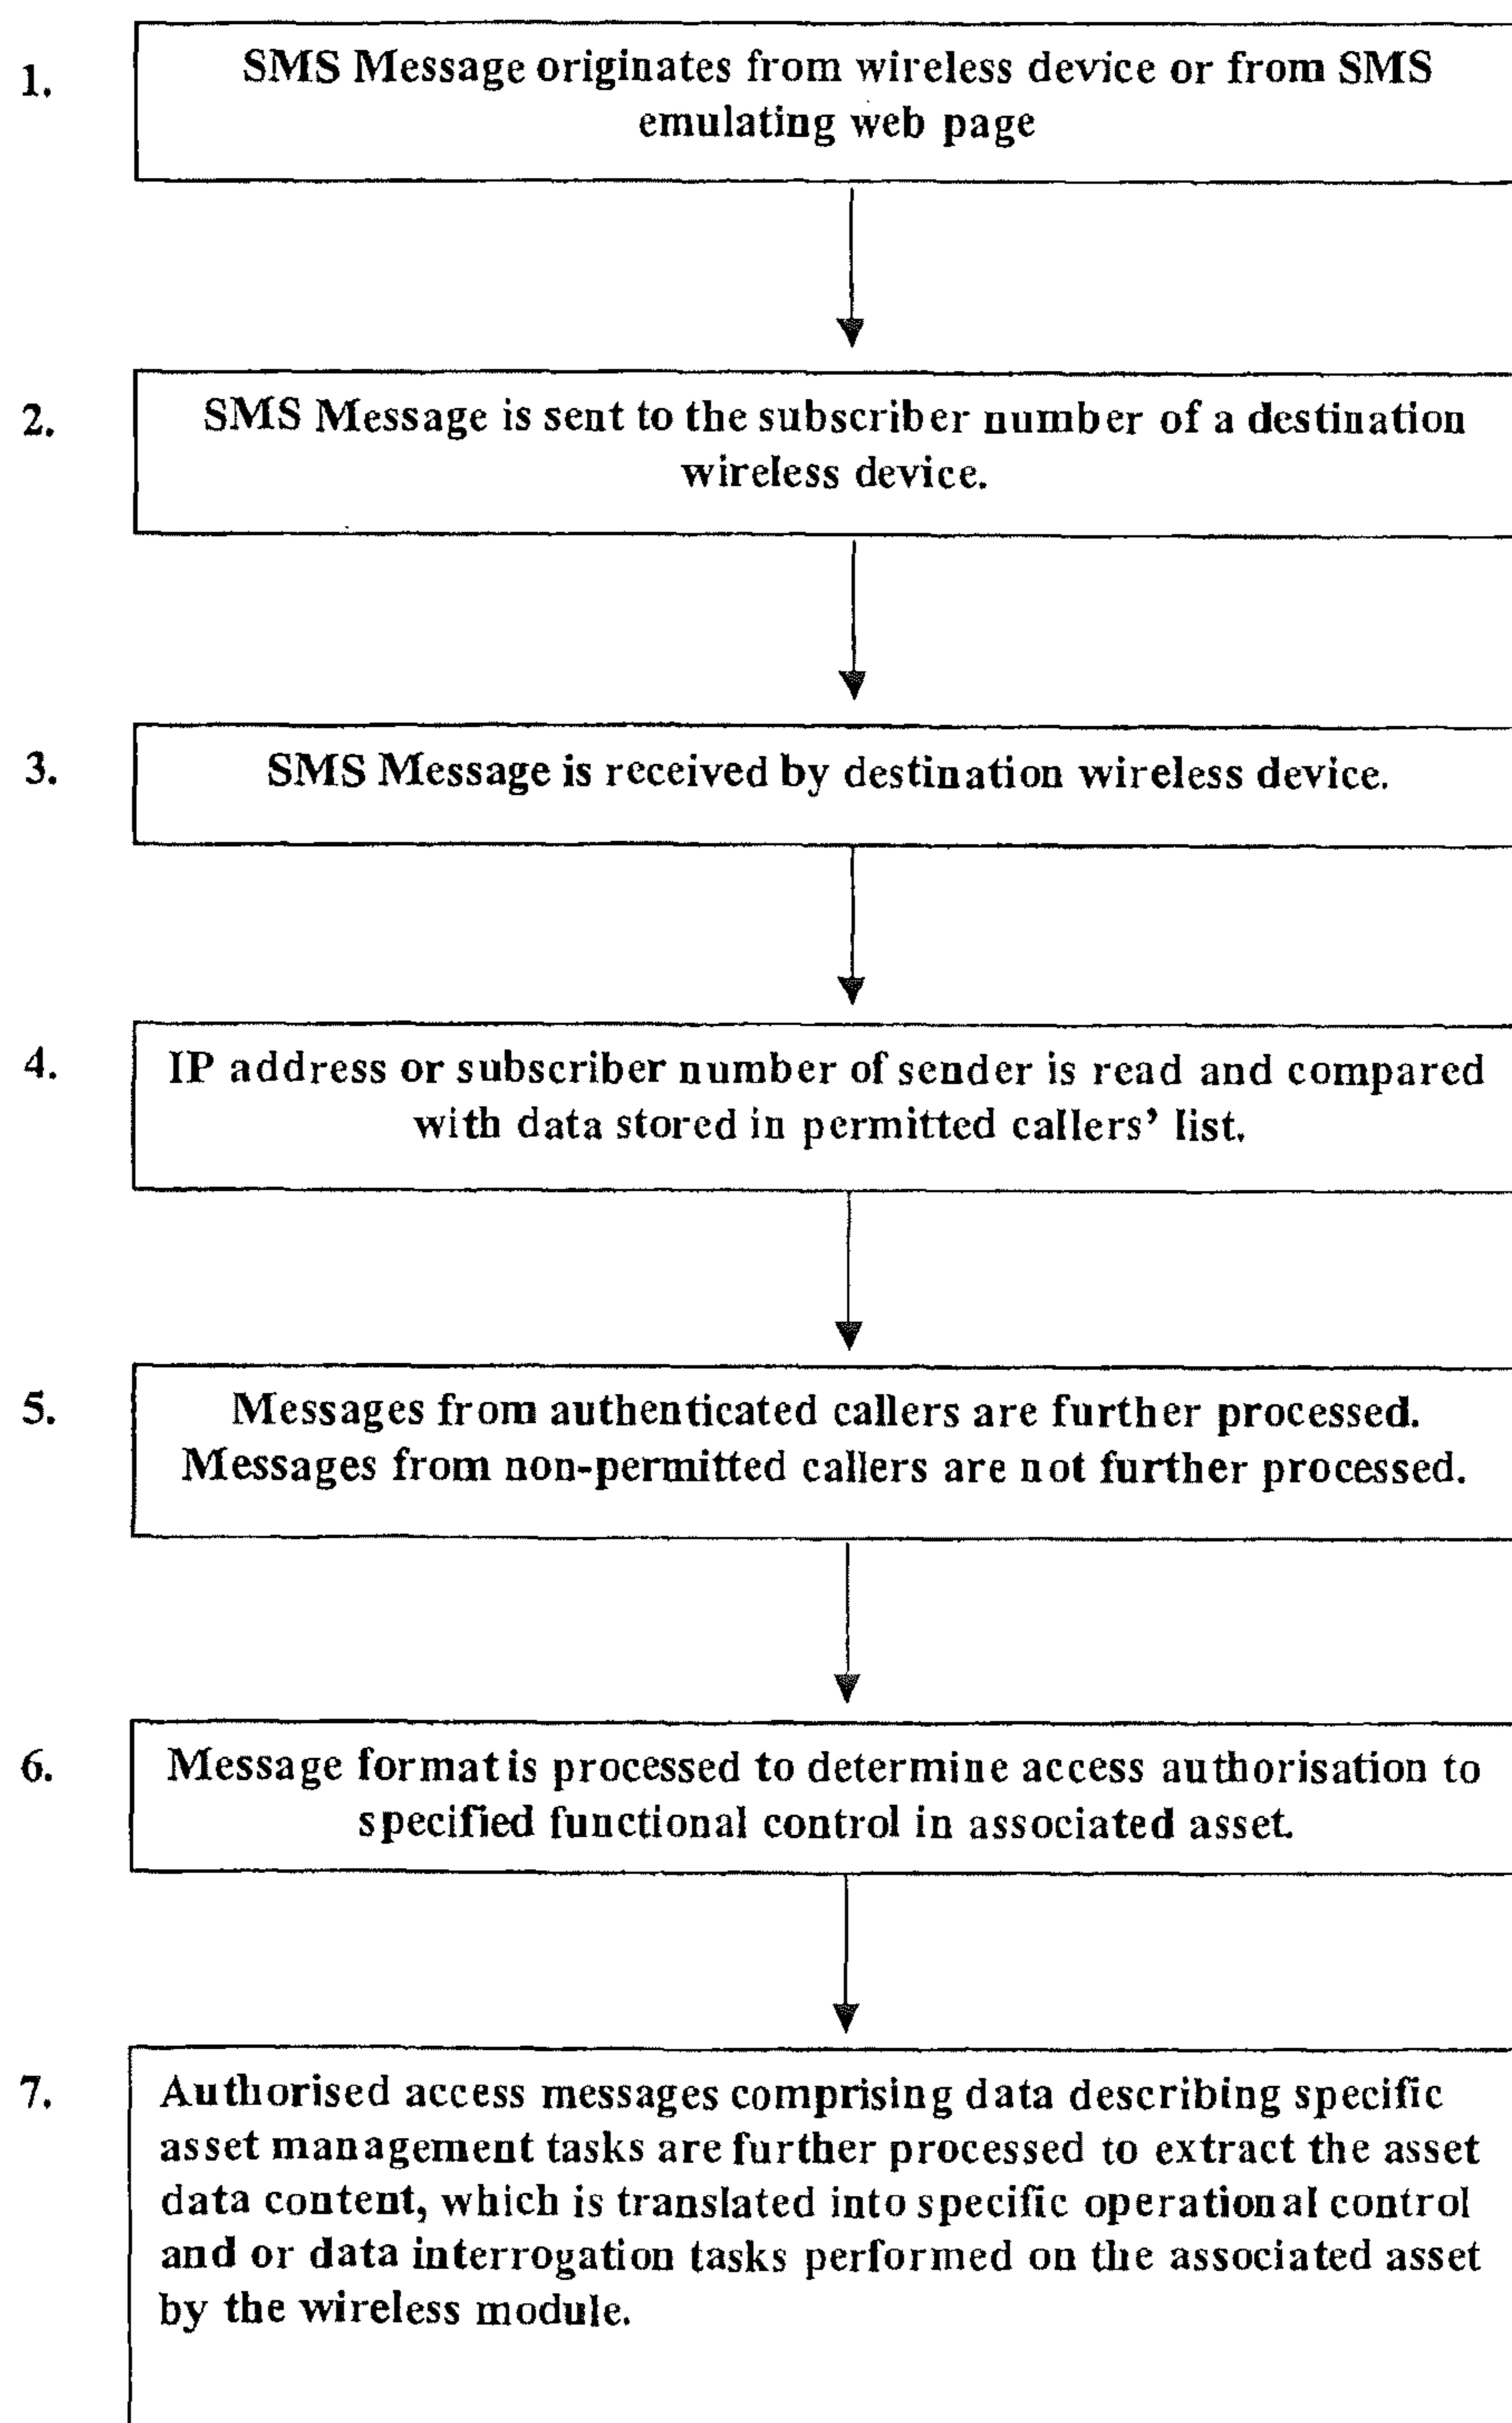 1.
SMS Message originates from wireless device or from SMS
emulating web page
2.
SMS Message is sent to the subscriber number of a destination
wireless device.
3.
SMS Message is received by destination wireless device.
4.
IP address or subscriber number of sender is read and compared
with data stored in permitted callers' list.
5.
Messages from authenticated callers are further processed.
Messages from non-permitted callers are not further processed.
6.
Message format is processed to determine access authorisation to
specified functional control in associated asset.
7.
Authorised access messages comprising data describing specific
asset management tasks are further processed to extract the asset
data content, which is translated into specific operational control
and or data interrogation tasks performed on the associated asset
by the wireless module.